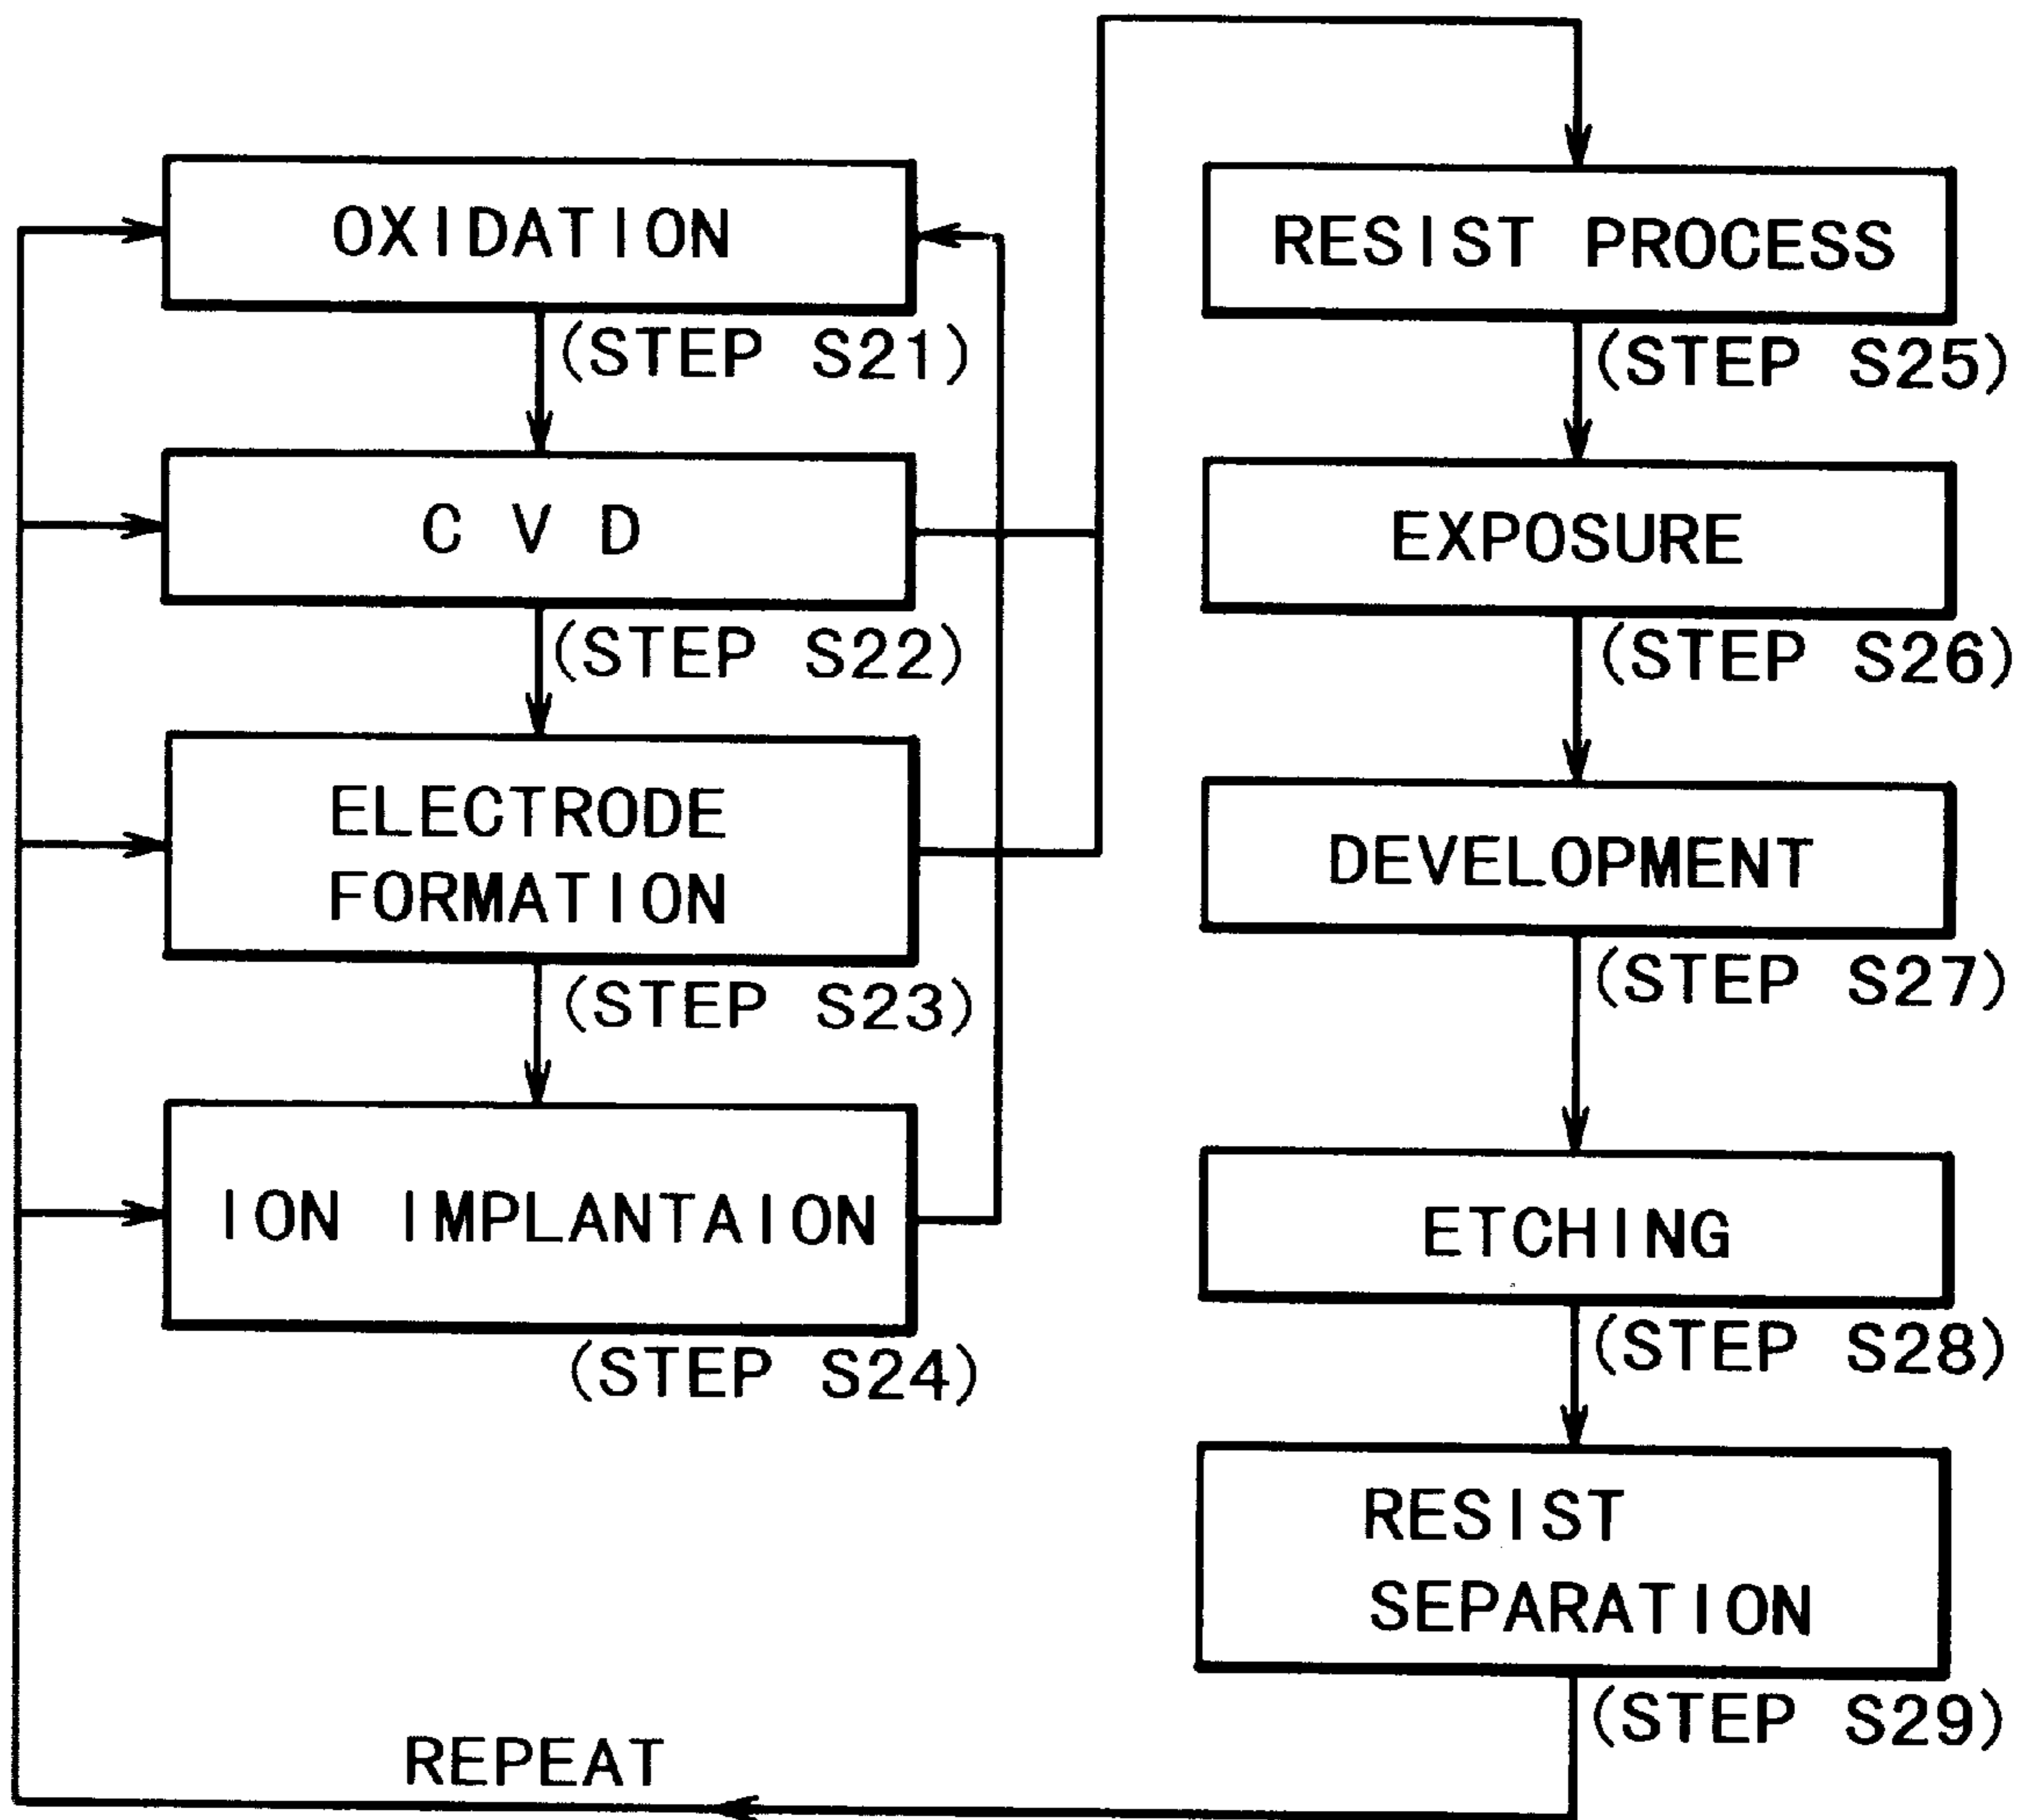 OXIDATION
(STEP S21)
C V D
(STEP S22)
ELECTRODE
FORMATION
(STEP S23)
ION IMPLANTAION
(STEP S24)
RESIST PROCESS
(STEP S25)
EXPOSURE
(STEP S26)
DEVELOPMENT
(STEP S27)
ETCHING
(STEP S28)
RESIST
SEPARATION
(STEP S29)
REPEAT